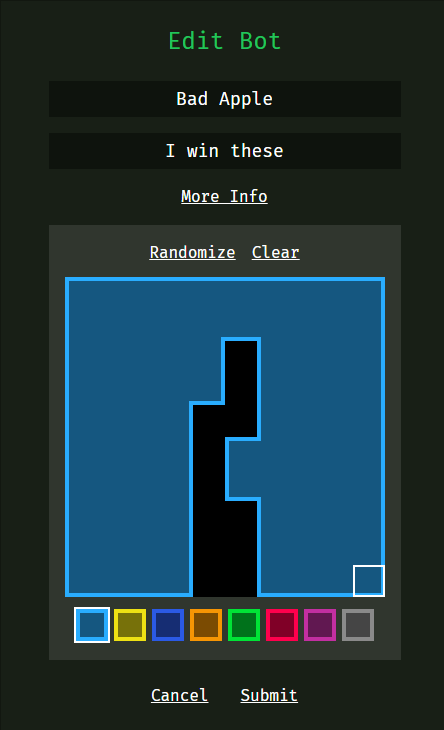 Edit Bot
Bad Apple
I win these
More Info
Randomize Clear
Cancel Submit